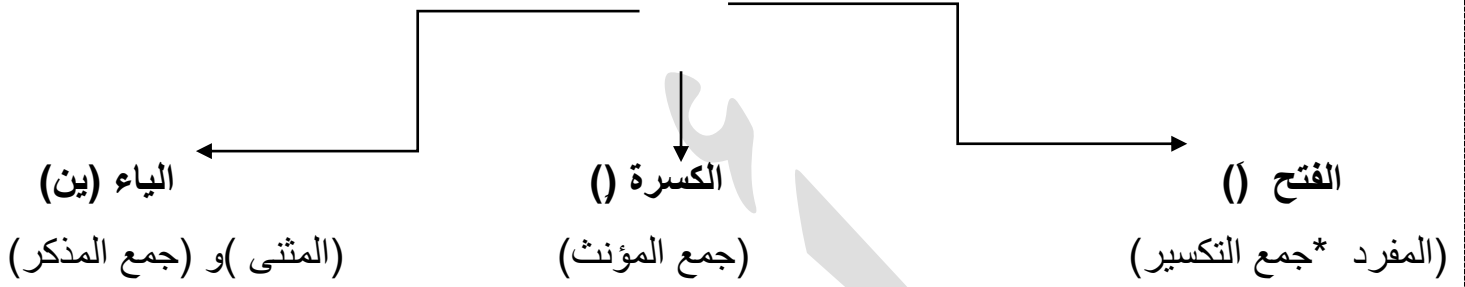 الفتح (َ) الكسرة (ِ) الياء (ين)
(المفرد *جمع التكسير) (جمع المؤنث) (المثنى )و (جمع المذكر)